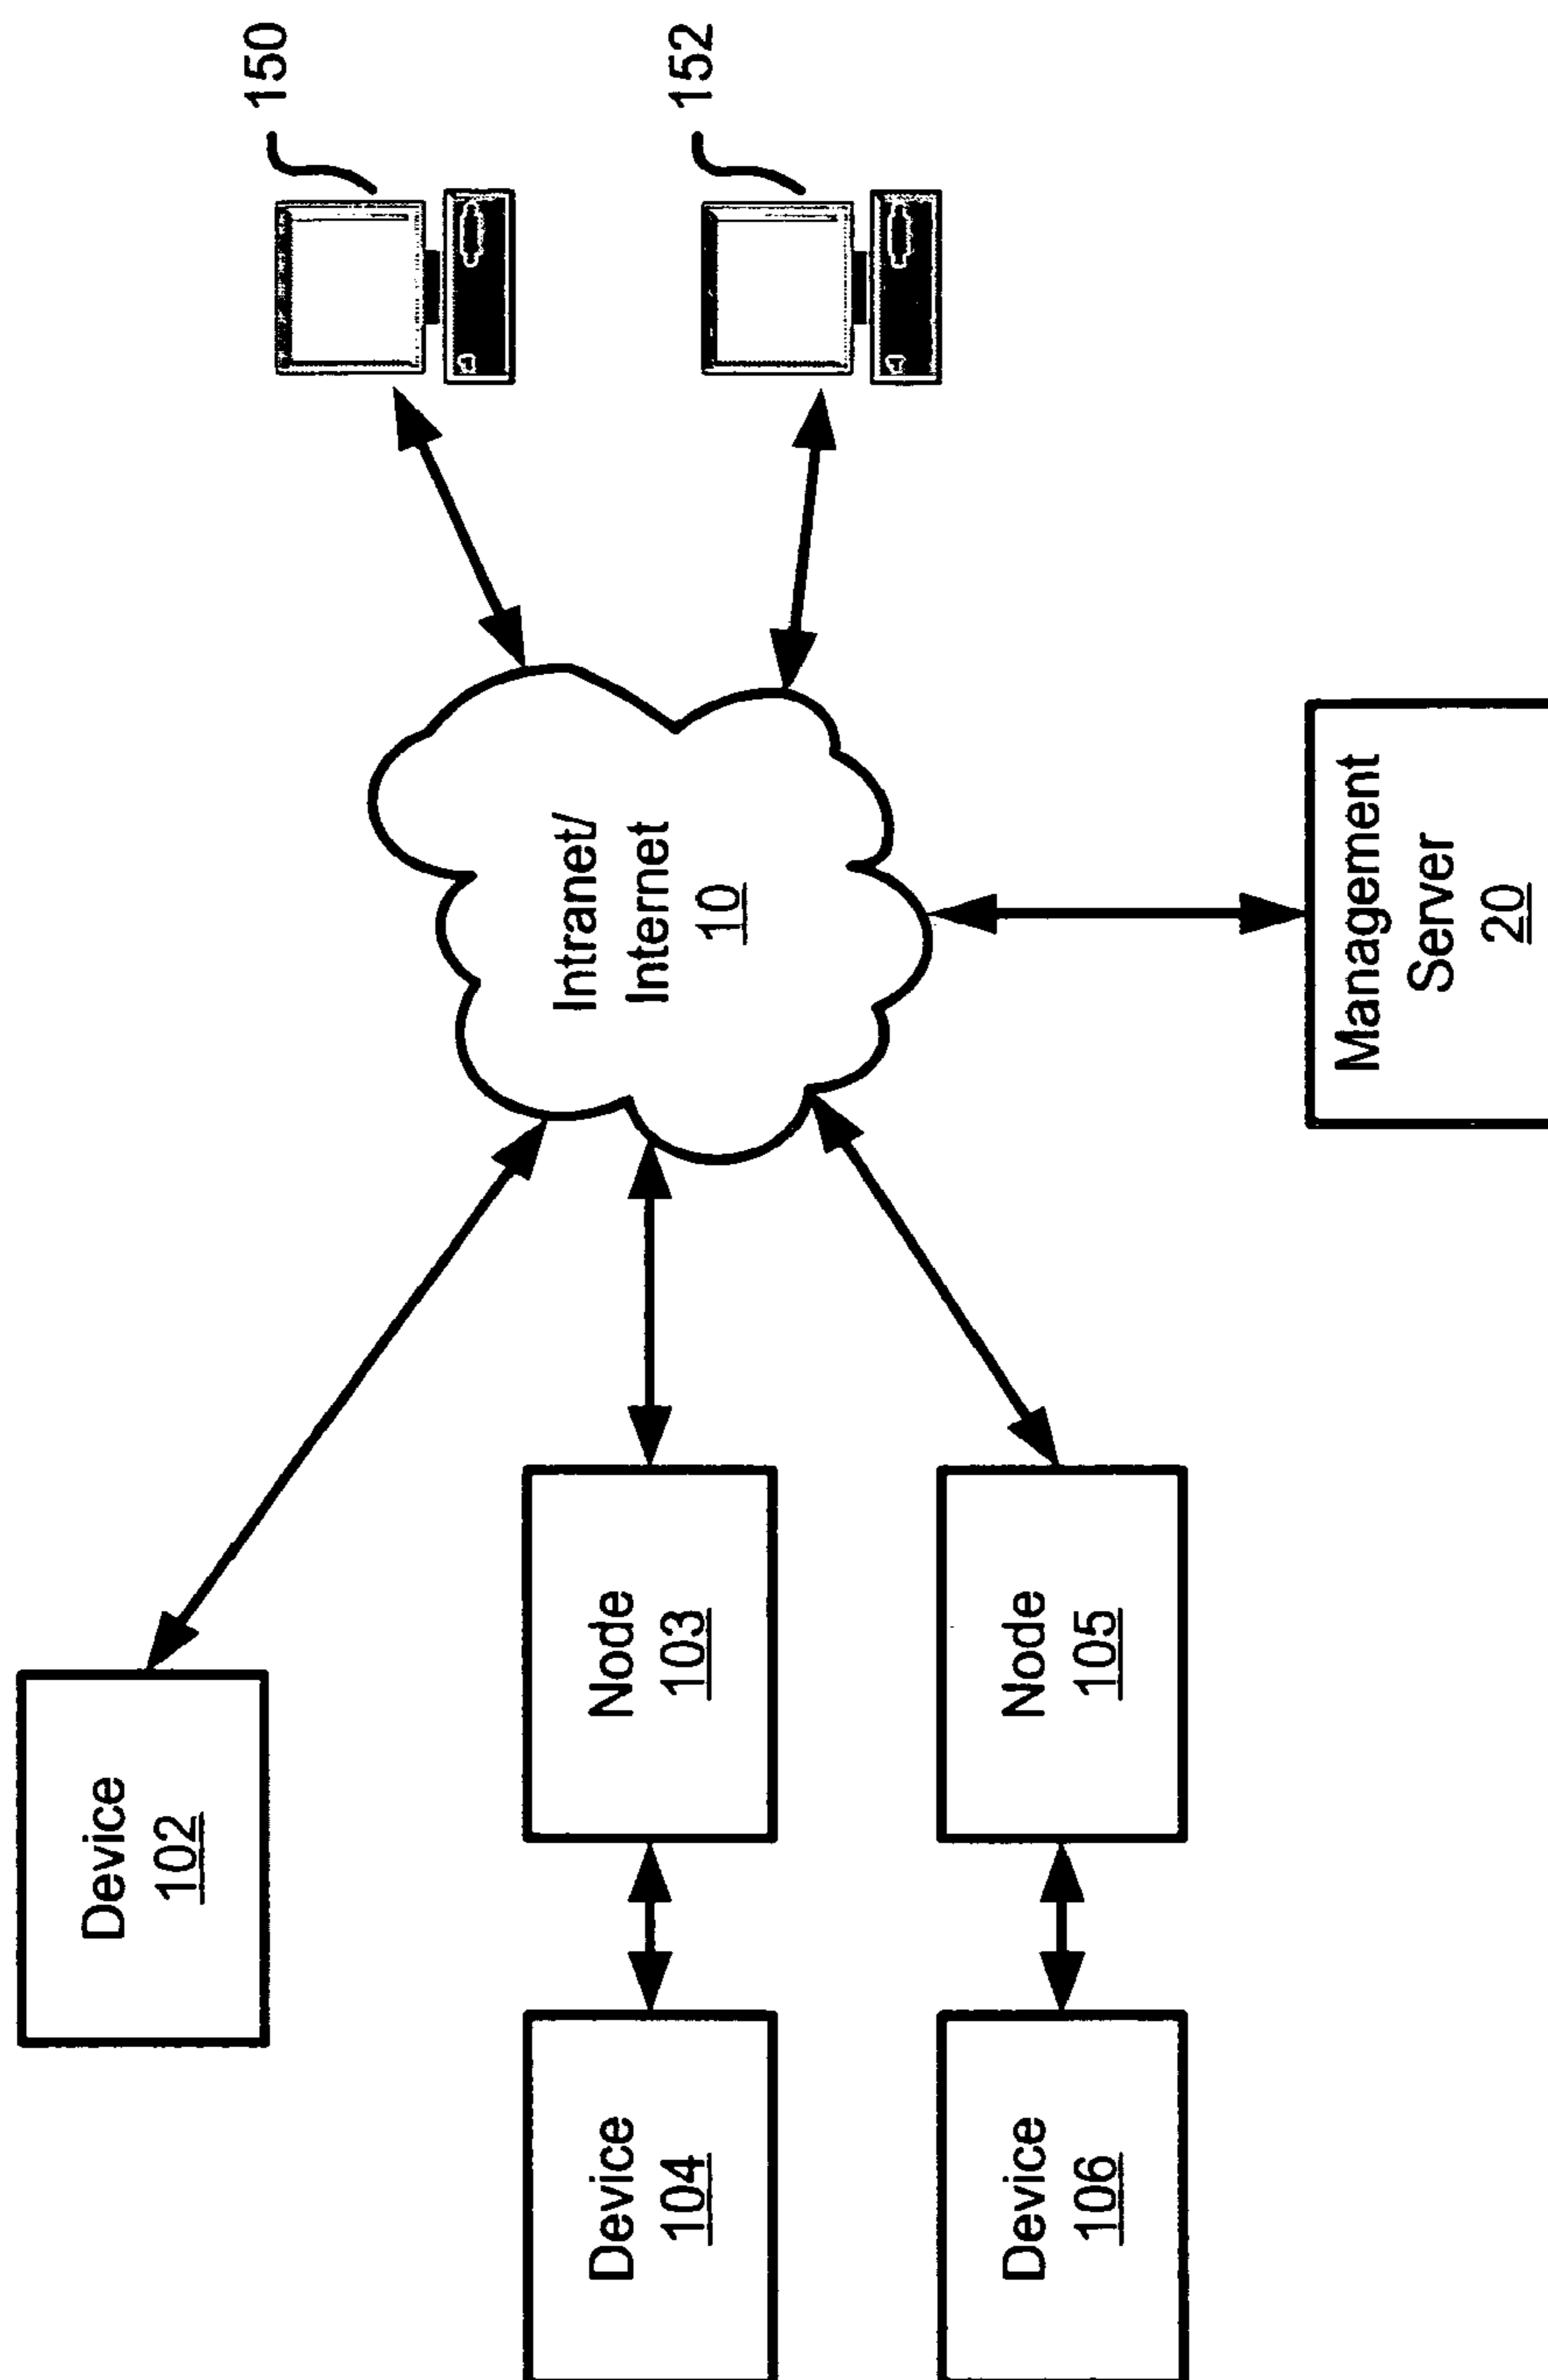 Device
102
Device
104
Node
103
Device
106
Node
105
Intranet/
Internet
10
Management
Server
20
150
152